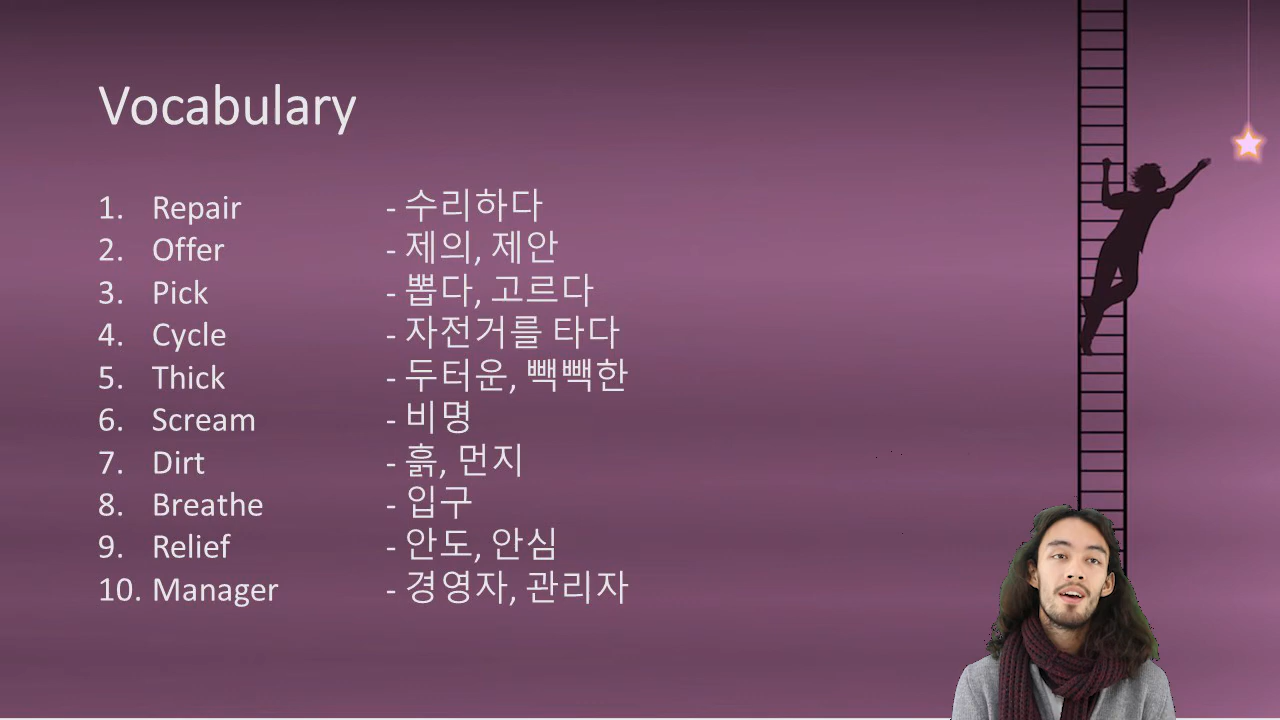 Vocabulary
1. Repair - 수리하다
2. Offer - 제의, 제안
3. Pick - 뽑다, 고르다
4. Cycle - 자전거를 타다
5. Thick - 두터운, 빽빽한
6. Scream - 비명
7. Dirt - 흙, 먼지
8. Breathe - 입구
9. Relief - 안도, 안심
10. Manager - 경영자, 관리자